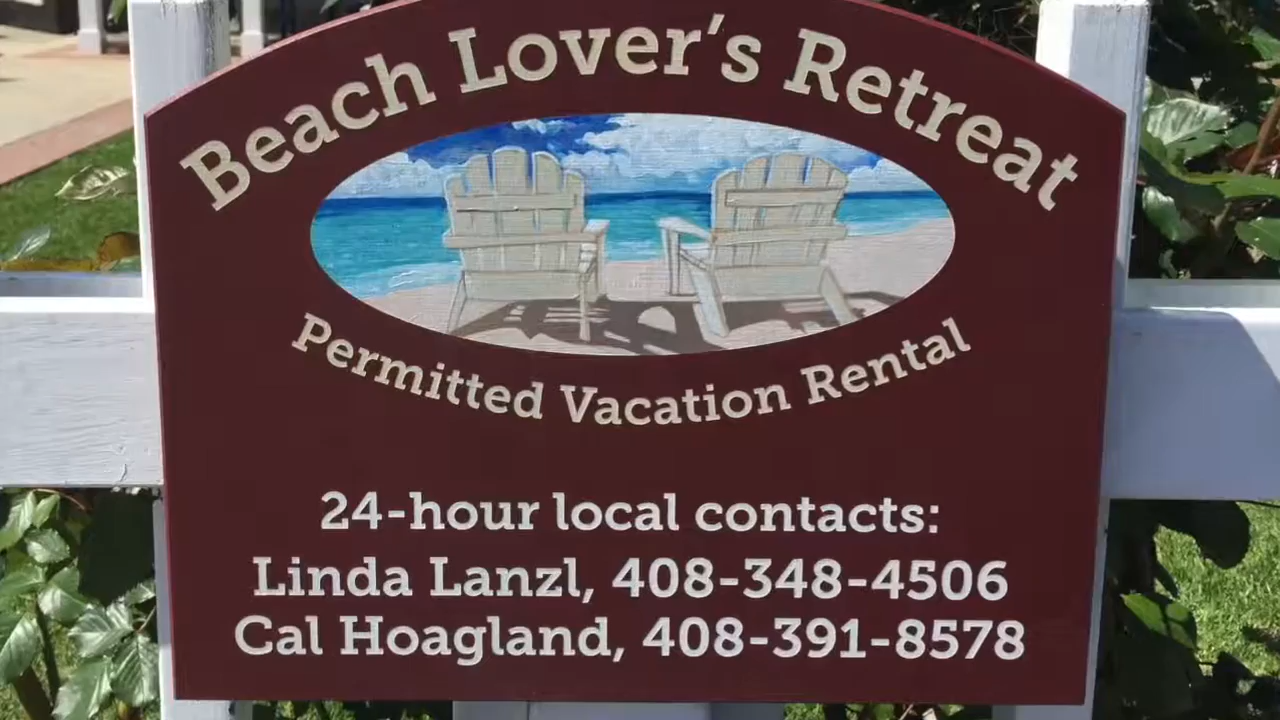 Beach Lover's Retreat
Permitted Vacation Rental
24-hour local contacts:
Linda Lanzl, 408-348-4506
Cal Hoagland, 408-391-8578